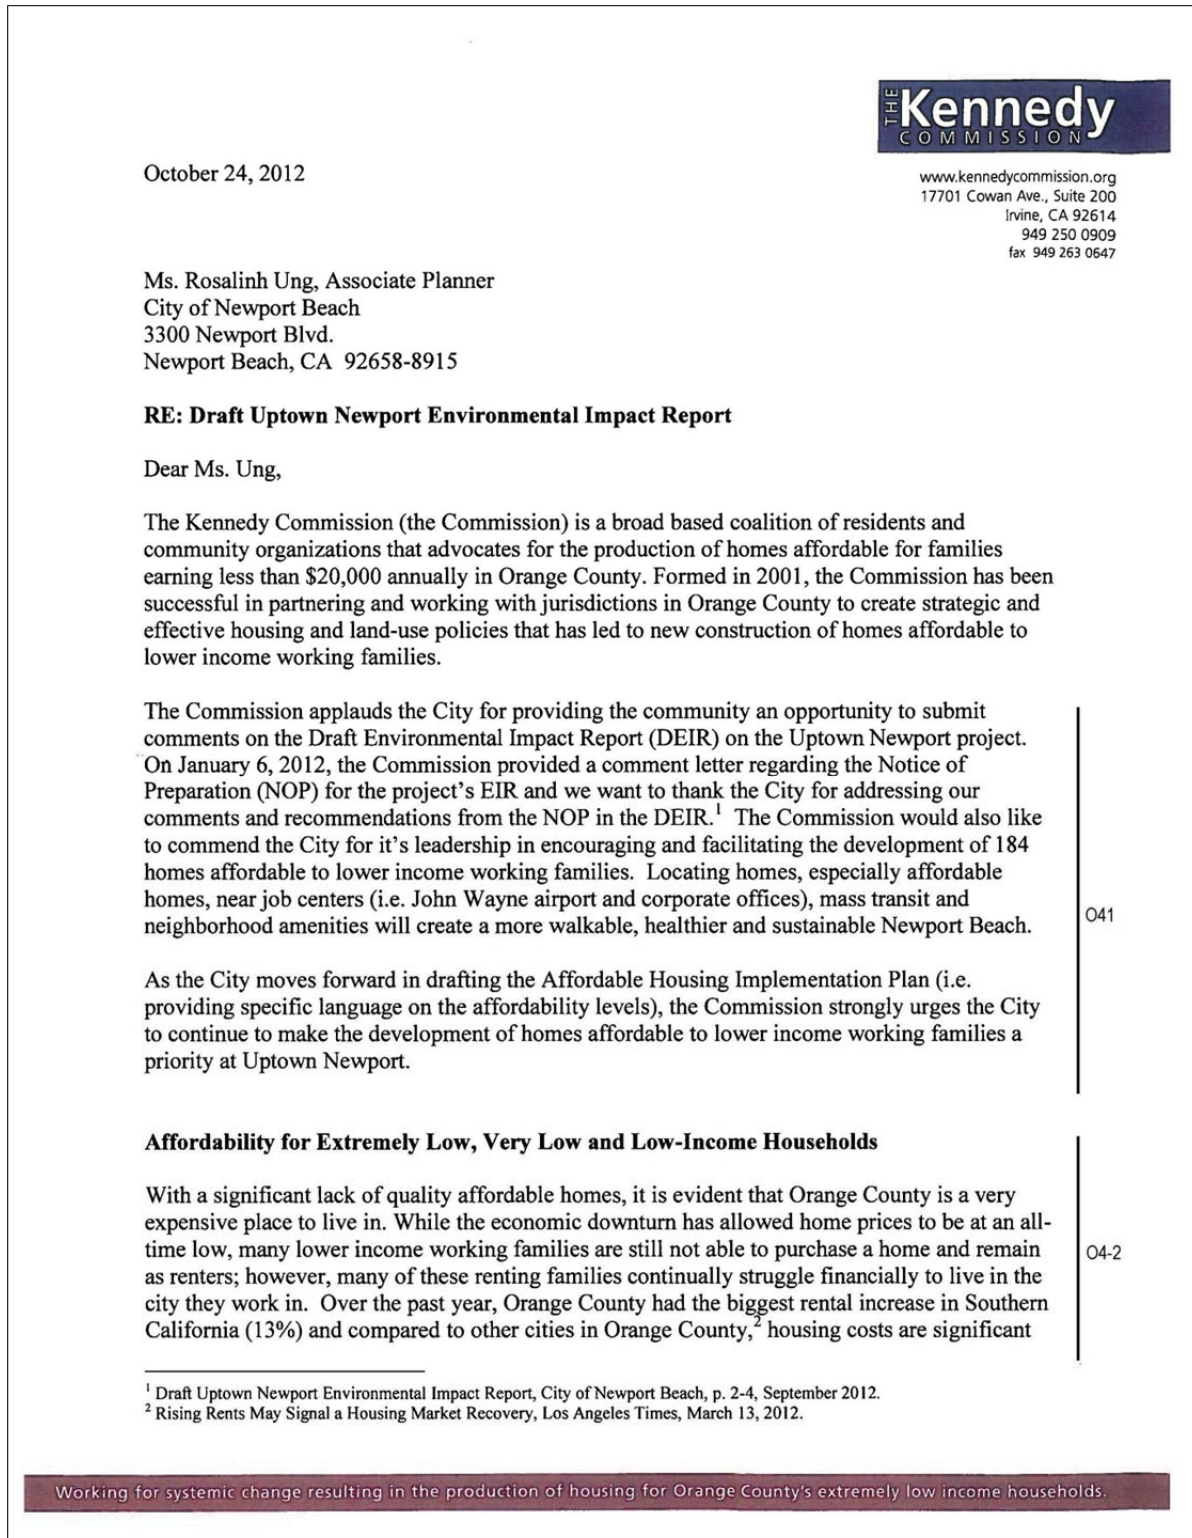 THE Kennedy
COMMISSION
www.kennedycommission.org
17701 Cowan Ave., Suite 200
Irvine, CA 92614
949 250 0909
fax 949 263 0647
October 24, 2012
Ms. Rosalinh Ung, Associate Planner
City of Newport Beach
3300 Newport Blvd.
Newport Beach, CA 92658-8915
RE: Draft Uptown Newport Environmental Impact Report
Dear Ms. Ung,
The Kennedy Commission (the Commission) is a broad based coalition of residents and
community organizations that advocates for the production of homes affordable for families
earning less than $20,000 annually in Orange County. Formed in 2001, the Commission has been
successful in partnering and working with jurisdictions in Orange County to create strategic and
effective housing and land-use policies that has led to new construction of homes affordable to
lower income working families.
The Commission applauds the City for providing the community an opportunity to submit
comments on the Draft Environmental Impact Report (DEIR) on the Uptown Newport project.
On January 6, 2012, the Commission provided a comment letter regarding the Notice of
Preparation (NOP) for the project's EIR and we want to thank the City for addressing our
comments and recommendations from the NOP in the DEIR.¹ The Commission would also like
to commend the City for it's leadership in encouraging and facilitating the development of 184
homes affordable to lower income working families. Locating homes, especially affordable
homes, near job centers (i.e. John Wayne airport and corporate offices), mass transit and
neighborhood amenities will create a more walkable, healthier and sustainable Newport Beach.
O41
As the City moves forward in drafting the Affordable Housing Implementation Plan (i.e.
providing specific language on the affordability levels), the Commission strongly urges the City
to continue to make the development of homes affordable to lower income working families a
priority at Uptown Newport.
Affordability for Extremely Low, Very Low and Low-Income Households
With a significant lack of quality affordable homes, it is evident that Orange County is a very
expensive place to live in. While the economic downturn has allowed home prices to be at an all-
time low, many lower income working families are still not able to purchase a home and remain
as renters; however, many of these renting families continually struggle financially to live in the
city they work in. Over the past year, Orange County had the biggest rental increase in Southern
California (13%) and compared to other cities in Orange County,² housing costs are significant
O4-2
¹ Draft Uptown Newport Environmental Impact Report, City of Newport Beach, p. 2-4, September 2012.
² Rising Rents May Signal a Housing Market Recovery, Los Angeles Times, March 13, 2012.
Working for systemic change resulting in the production of housing for Orange County's extremely low income households.